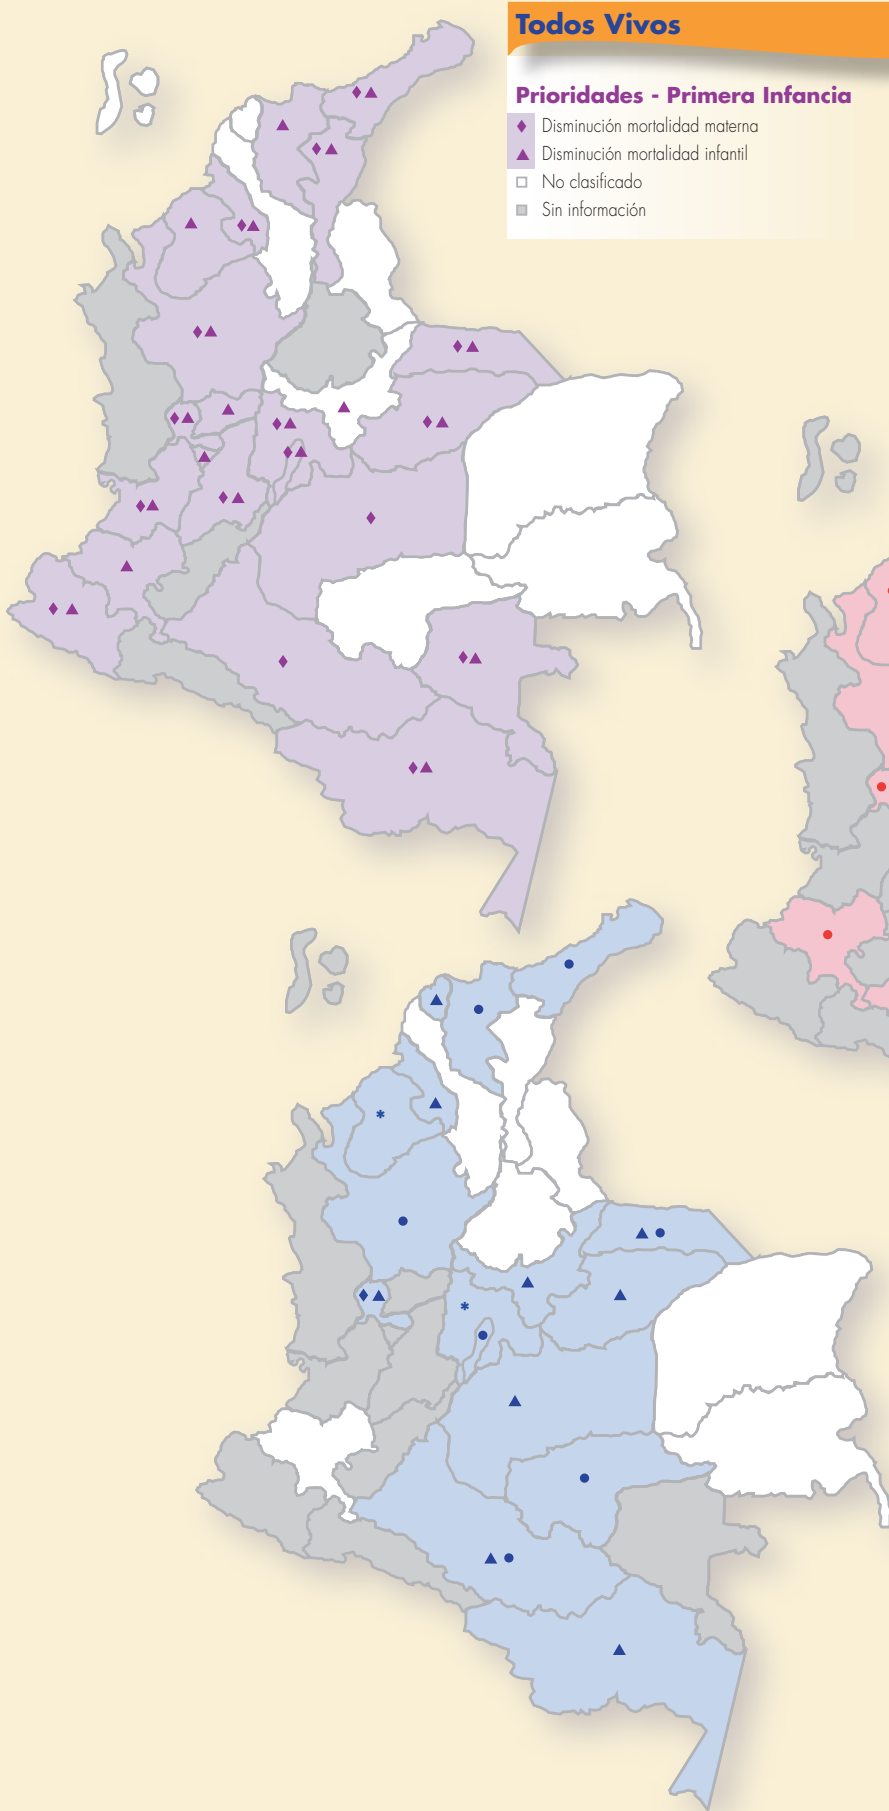 Todos Vivos
Prioridades - Primera Infancia
Disminución mortalidad materna
Disminución mortalidad infantil
No clasificado
Sin información